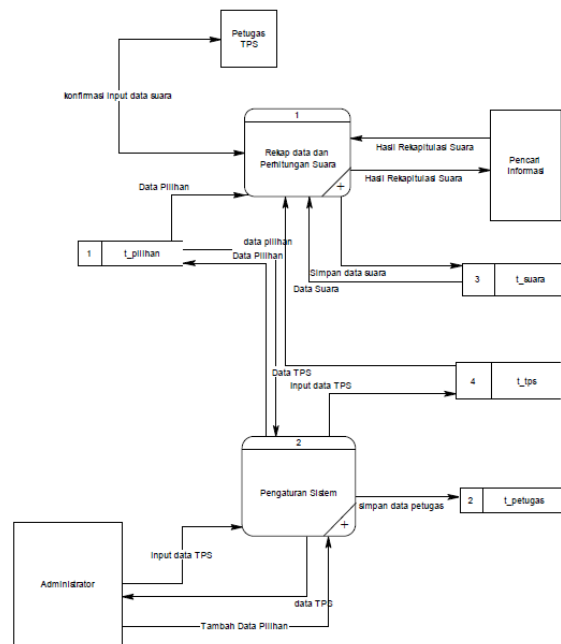 Petugas
TPS
konfirmasi input data suara
1
Rekap data dan
Perhitungan Suara
+
Hasil Rekapitulasi Suara
Hasil Rekapitulasi Suara
Pencari
Informasi
Data Pilihan
1 t_pilihan
data pilihan
Data Pilihan
Simpan data suara
Data Suara
3 t_suara
Data TPS
Input data TPS
4 t_tps
2
Pengaturan Sistem
+
simpan data petugas
2 t_petugas
Administrator
Input data TPS
data TPS
Tambah Data Pilihan